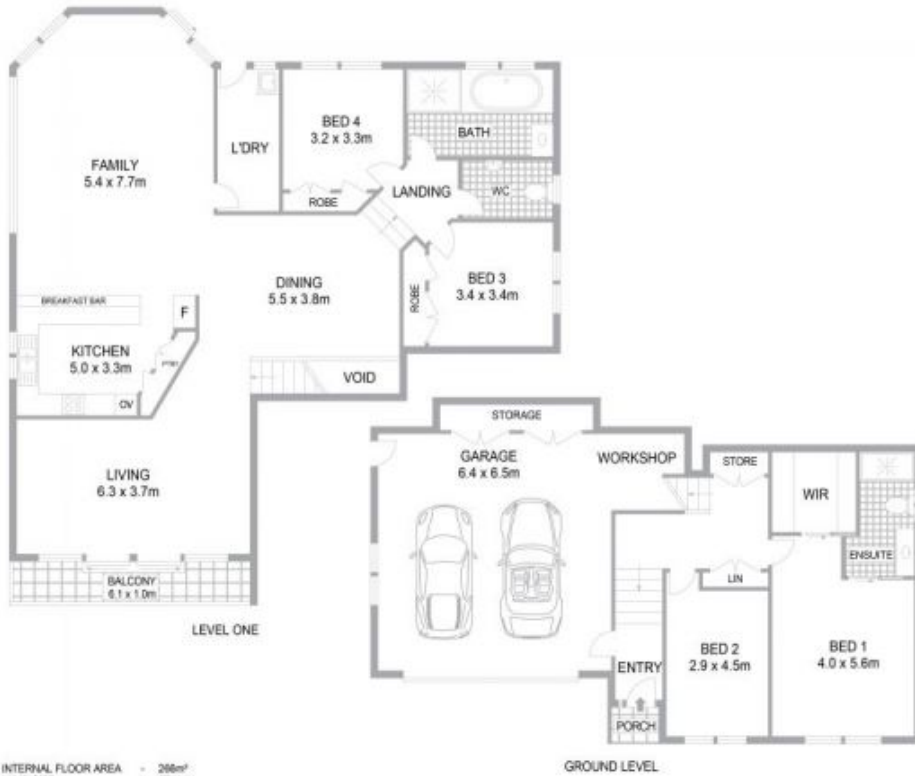 FAMILY
5.4 x 7.7m
L'DRY
BED 4
3.2 x 3.3m
ROBE
BATH
LANDING
WC
BREAKFAST BAR
F
DINING
5.5 x 3.8m
ROBE
BED 3
3.4 x 3.4m
KITCHEN
5.0 x 3.3m
OV
VOID
LIVING
6.3 x 3.7m
BALCONY
6.1 x 1.0m
LEVEL ONE
STORAGE
GARAGE
6.4 x 6.5m
WORKSHOP
STORE
WIR
ENSUITE
LIN
ENTRY
BED 2
2.9 x 4.5m
BED 1
4.0 x 5.6m
PORCH
INTERNAL FLOOR AREA - 266m²
GROUND LEVEL